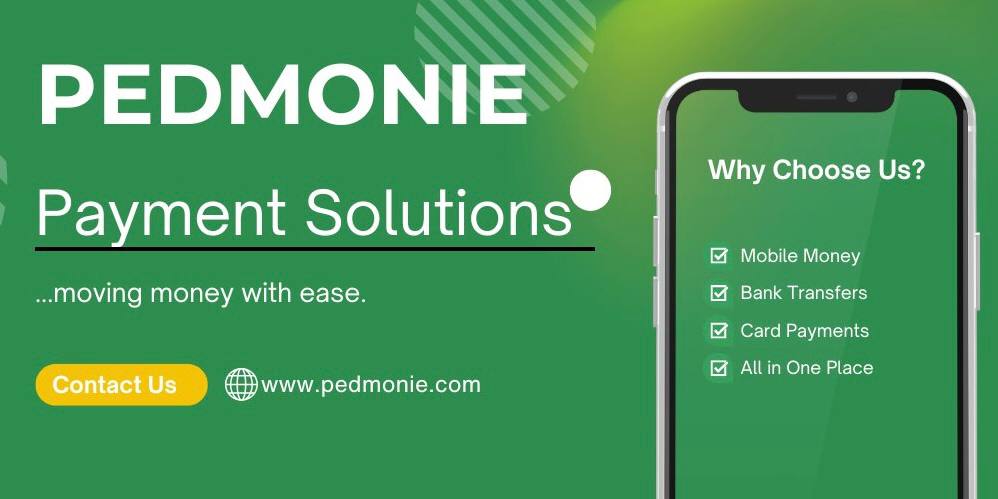 PEDMONIE
Payment Solutions
...moving money with ease.
Contact Us
www.pedmonie.com
Why Choose Us?
Mobile Money
Bank Transfers
Card Payments
All in One Place